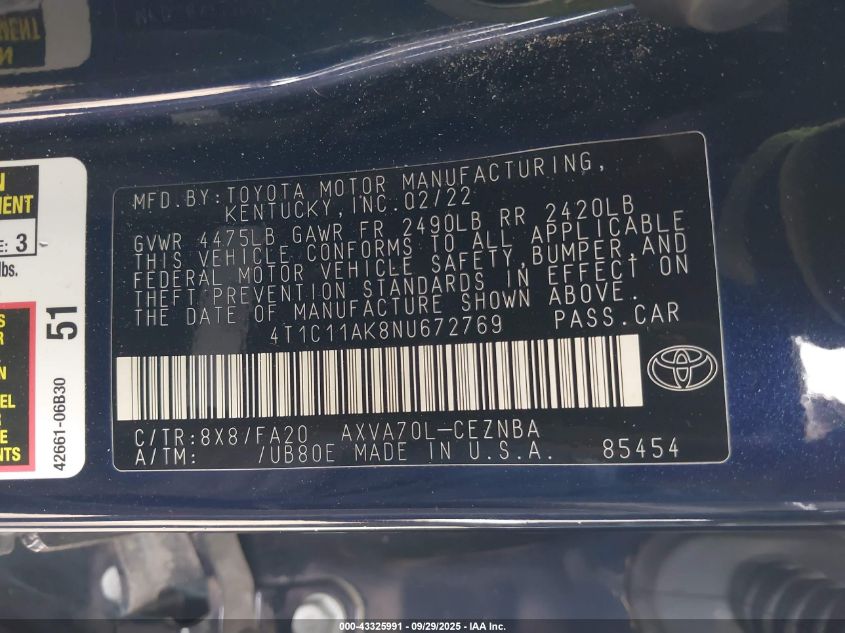 MFD.BY:TOYOTA MOTOR MANUFACTURING,
KENTUCKY,INC.02/22
GVWR 4475LB GAWR FR 2490LB RR 2420LB
THIS VEHICLE CONFORMS TO ALL APPLICABLE
FEDERAL MOTOR VEHICLE SAFETY,BUMPER,AND
THEFT PREVENTION STANDARDS IN EFFECT ON
THE DATE OF MANUFACTURE SHOWN ABOVE.
4T1C11AK8NU672769 PASS.CAR
C/TR:8X8/FA20 AXVA70L-CEZNBA
A/TM: /UB80E MADE IN U.S.A. 85454
3
lbs.
51
42661-06B30
000-43325991 - 09/29/2025 - IAA Inc.